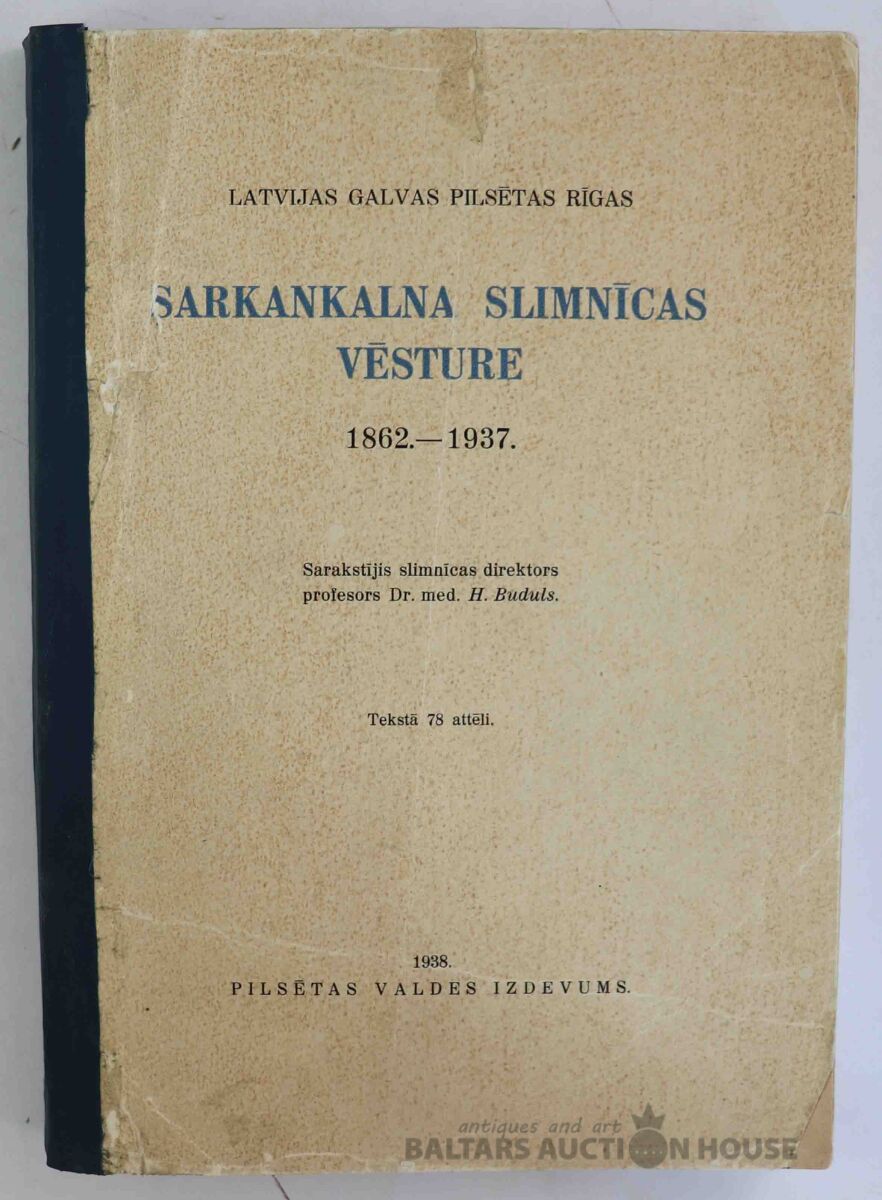 LATVIJAS GALVAS PILSĒTAS RĪGAS
SARKANKALNA SLIMNĪCAS
VĒSTURE
1862.—1937.
Sarakstījis slimnīcas direktors
profesors Dr. med. H. Buduls.
Tekstā 78 attēli.
1938.
PILSĒTAS VALDES IZDEVUMS.
antiques and art
BALTARS AUCTION HOUSE